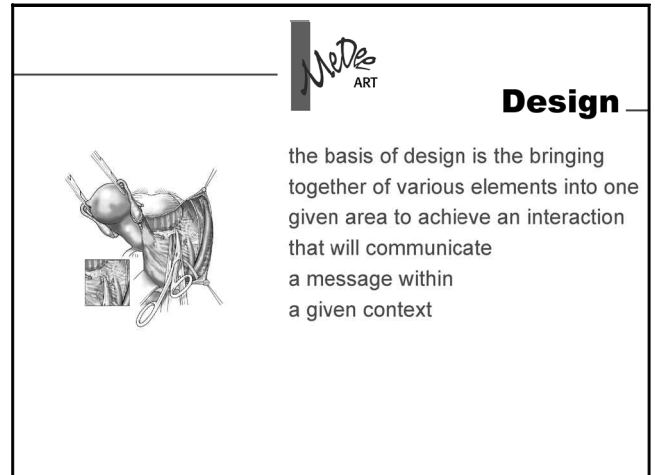 MeDee
ART
Design
the basis of design is the bringing
together of various elements into one
given area to achieve an interaction
that will communicate
a message within
a given context